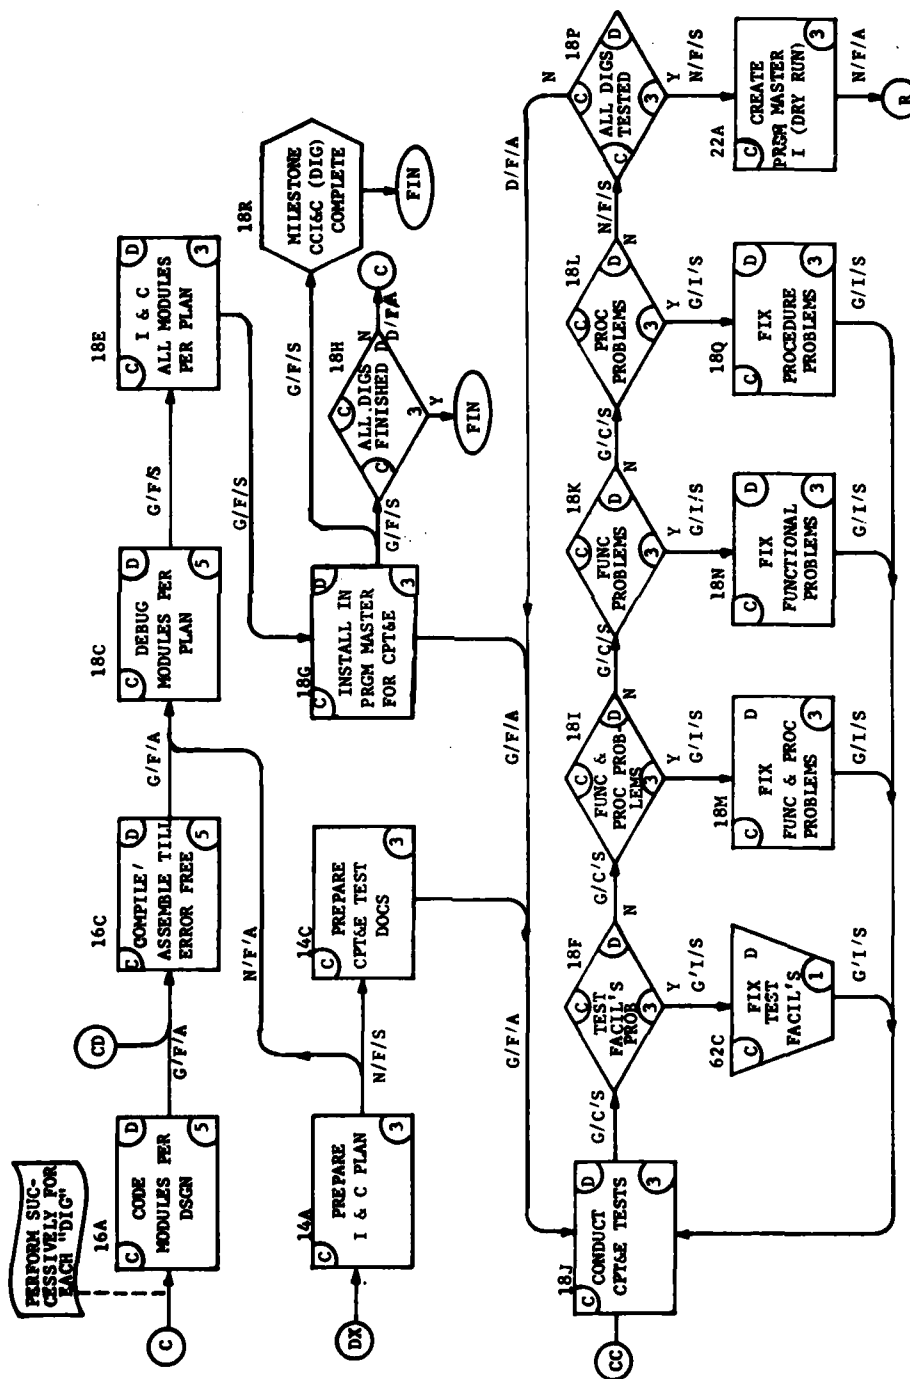 PERFORM SUC-
CESSIVELY FOR
EACH "DIG"
C
16A
C
D
CODE
MODULES PER
DSGN
5
G/F/A
CD
16C
C
D
COMPILE/
ASSEMBLE TILL
ERROR FREE
5
G/F/A
18C
C
D
DEBUG
MODULES PER
PLAN
5
G/F/S
18E
C
D
I & C
ALL MODULES
PER PLAN
3
G/F/S
DX
14A
C
PREPARE
I & C PLAN
3
N/F/S
N/F'A
14C
C
PREPARE
CPT&E TEST
DOCS
3
G/F/A
18G
C
D
INSTALL IN
PRGM MASTER
FOR CPT&E
3
G/F/A
G/F/S
G/F/S
18H
C
C
ALL.DIGS
FINISHED
D
3
N
D/F/A
C
Y
FIN
18R
MILESTONE
CCI&C (DIG)
COMPLETE
FIN
D/F/A
CC
18J
C
D
CONDUCT
CPT&E TESTS
3
G/C'S
18F
C
D
TEST
FACIL'S
PROB
3
N
G/C'S
Y
G'I/S
62C
C
D
FIX
TEST
FACIL'S
1
G'I'S
18I
C
D
FUNC &
PROC PROB-
LEMS
3
N
G/C/S
Y
G'I/S
18M
C
D
FIX
FUNC & PROC
PROBLEMS
3
G/I/S
18K
C
D
FUNC
PROBLEMS
3
N
G/C/S
Y
G/I/S
18N
C
D
FIX
FUNCTIONAL
PROBLEMS
3
G/I/S
18L
C
D
PROC
PROBLEMS
3
N
N/F/S
Y
G/I'S
18Q
C
D
FIX
PROCEDURE
PROBLEMS
3
G/I/S
18P
C
C
D
ALL DIGS
TESTED
3
N
Y
N/F/S
22A
C
CREATE
PRGM MASTER
I (DRY RUN)
3
N/F/A
R